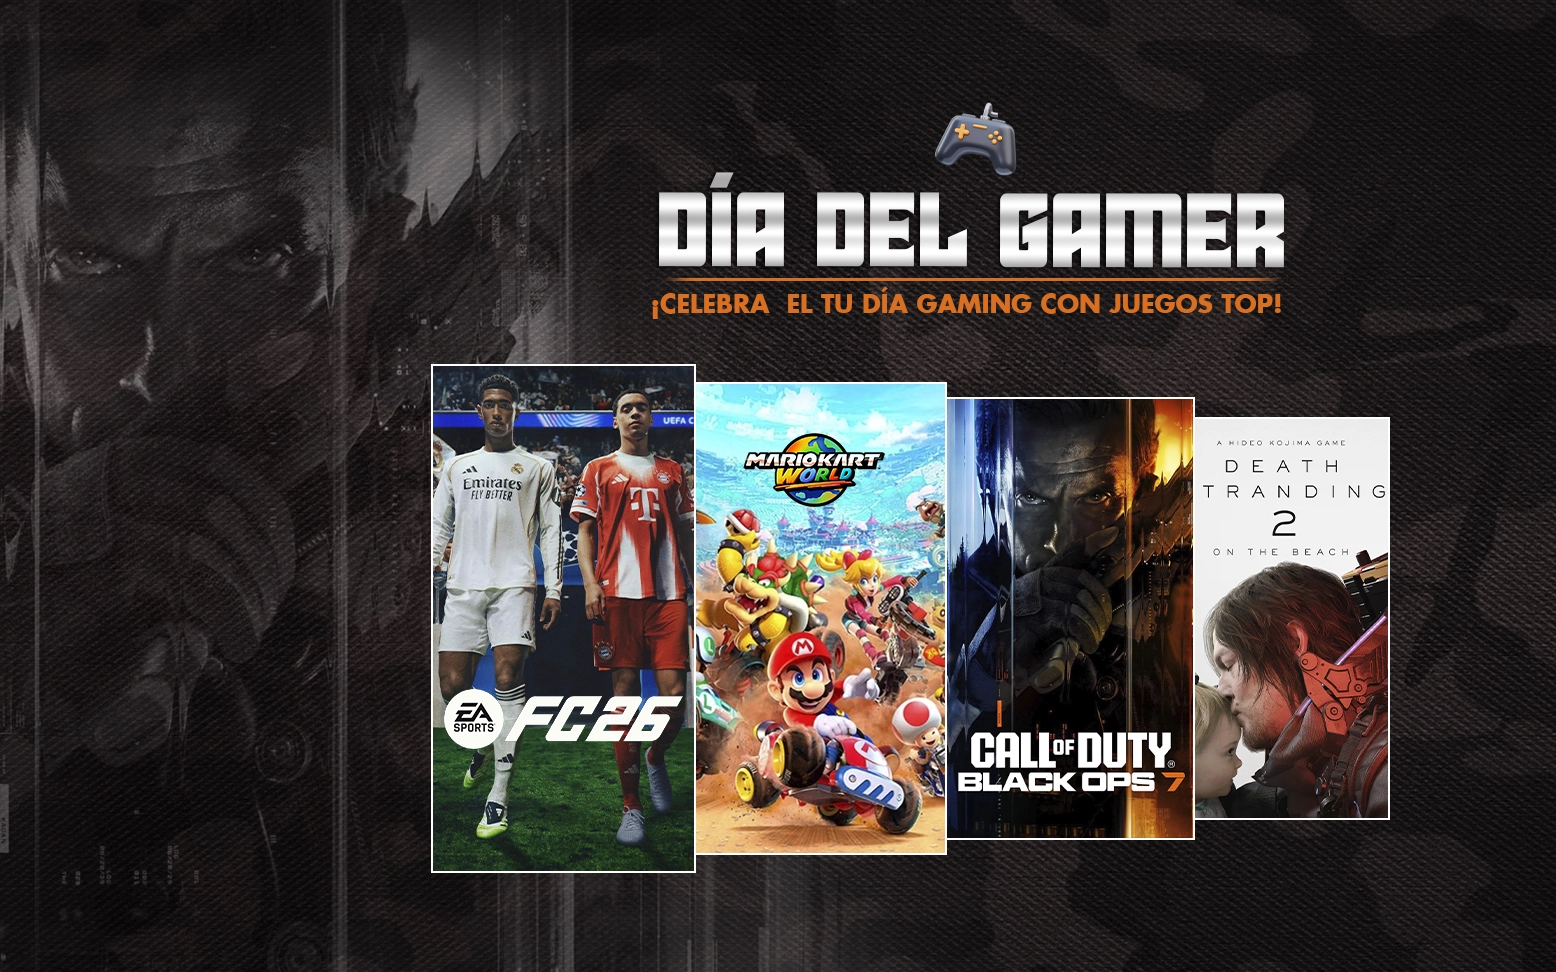 DÍA DEL GAMER
¡CELEBRA EL TU DÍA GAMING CON JUEGOS TOP!
UEFA C
Emirates
FLY BETTER
T
EA
SPORTS
FC26
MARIOKART
WORLD
M
CALL OF DUTY®
BLACK OPS 7
A HIDEO KOJIMA GAME
DEATH
TRANDING
2
ON THE BEACH